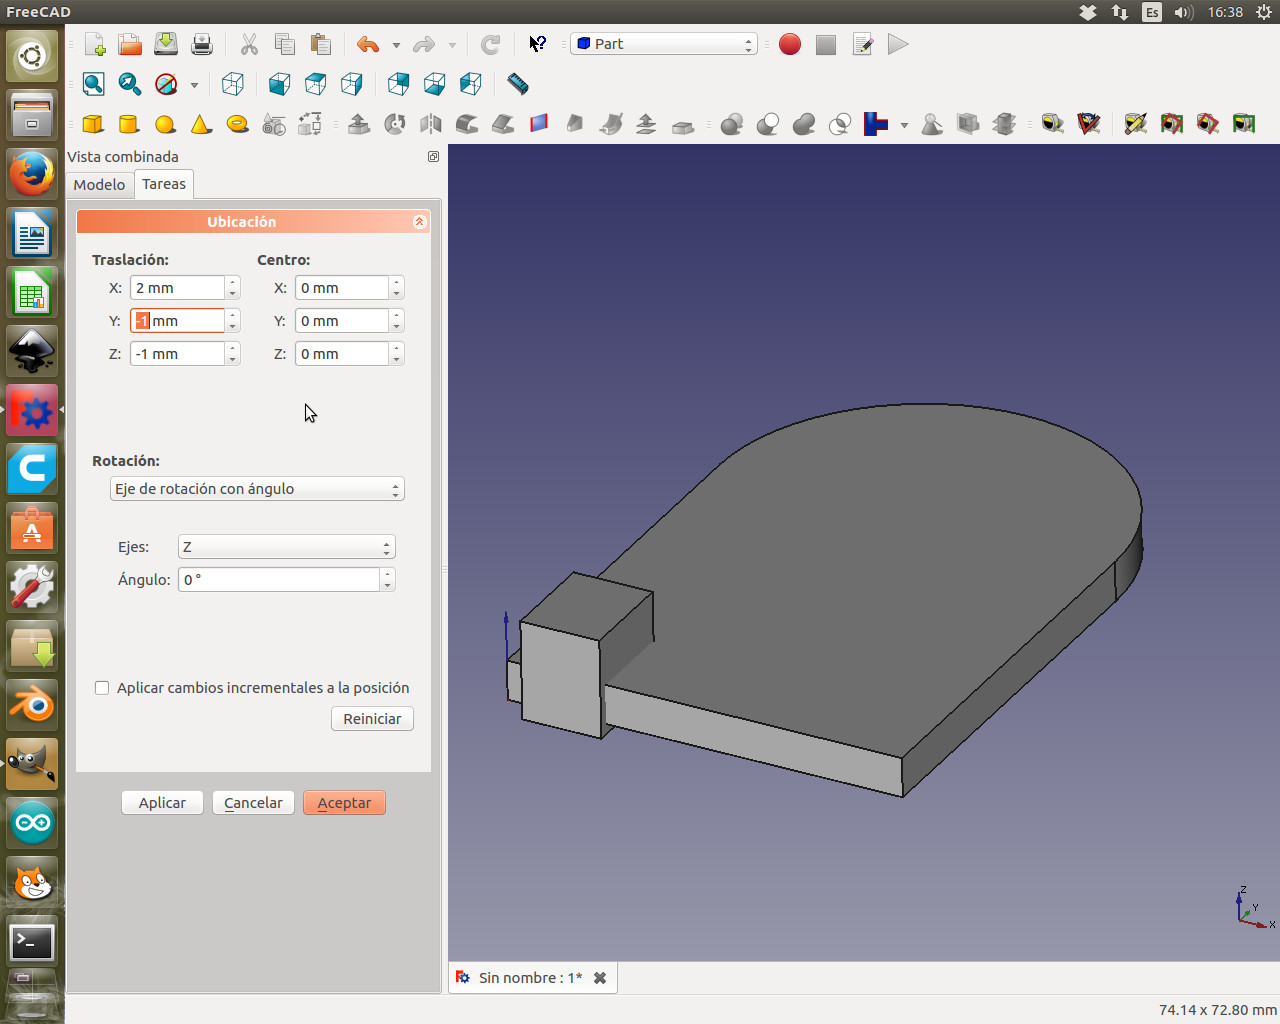 FreeCAD
Es
16:38
Part
Vista combinada
Modelo
Tareas
Ubicación
Traslación:
Centro:
X: 2 mm
X: 0 mm
Y: -1 mm
Y: 0 mm
Z: -1 mm
Z: 0 mm
Rotación:
Eje de rotación con ángulo
Ejes: Z
Ángulo: 0 °
Aplicar cambios incrementales a la posición
Reiniciar
Aplicar
Cancelar
Aceptar
Z
Y
X
Sin nombre : 1*
74.14 x 72.80 mm